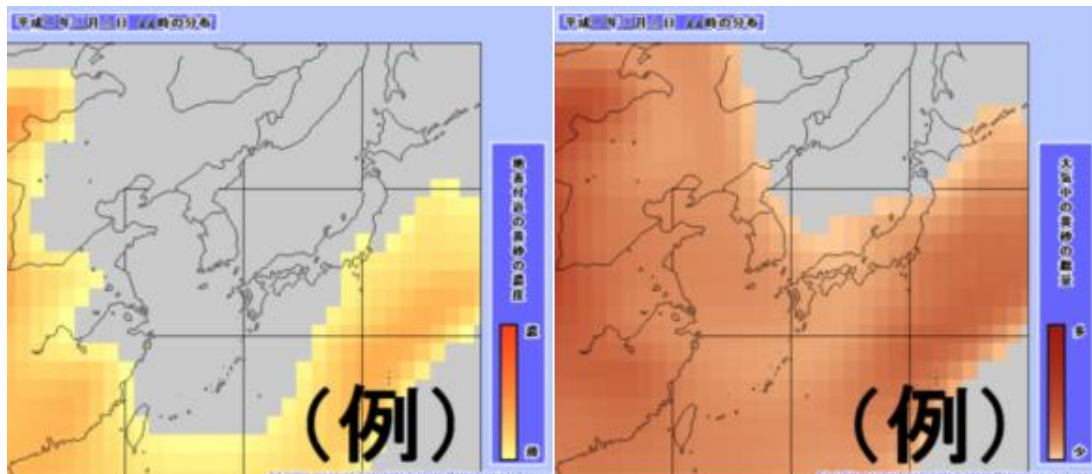 平成 年 月 日 時の分布
地表付近の黄砂の濃度
濃
（例）
平成 年 月 日 時の分布
大気中の黄砂の総量
多
少
（例）